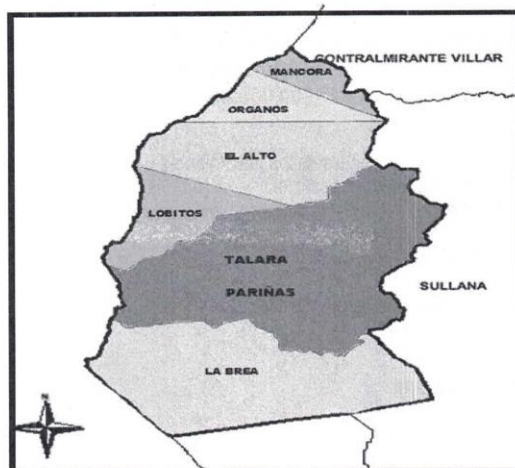 CONTRALMIRANTE VILLAR
MANCORA
ORGANOS
EL ALTO
LOBITOS
TALARA
PARIÑAS
SULLANA
LA BREA
N